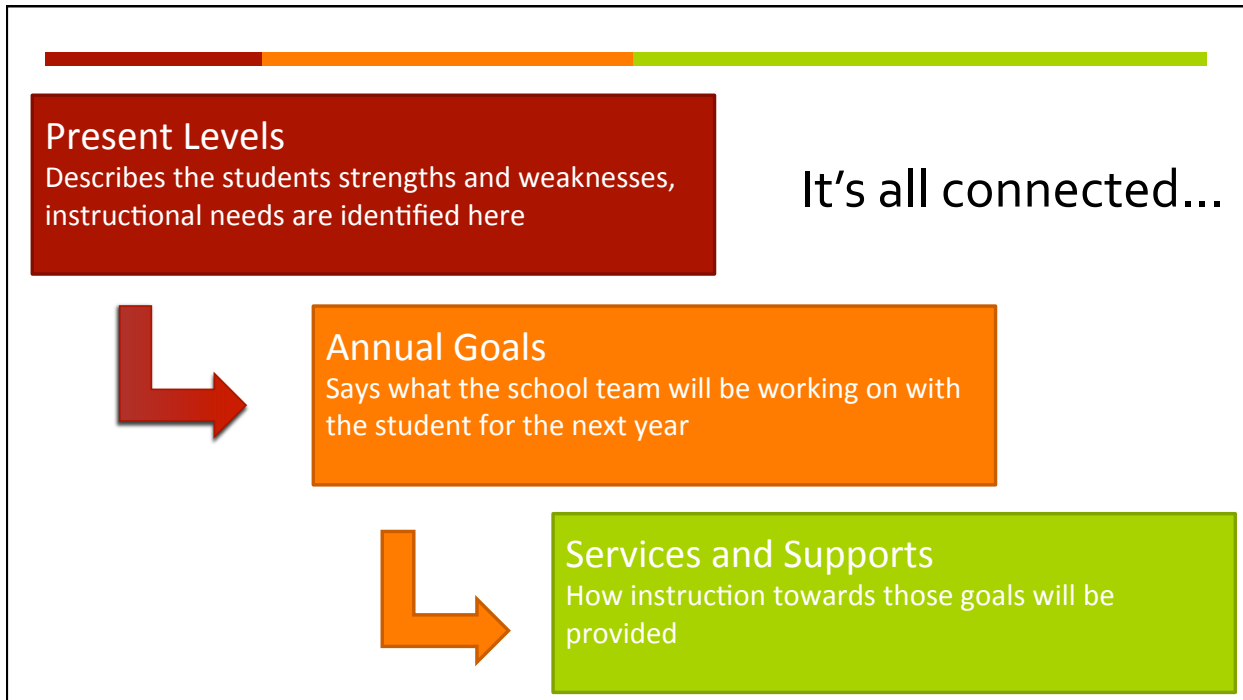 Present Levels
Describes the students strengths and weaknesses,
instructional needs are identified here
It’s all connected…
Annual Goals
Says what the school team will be working on with
the student for the next year
Services and Supports
How instruction towards those goals will be
provided